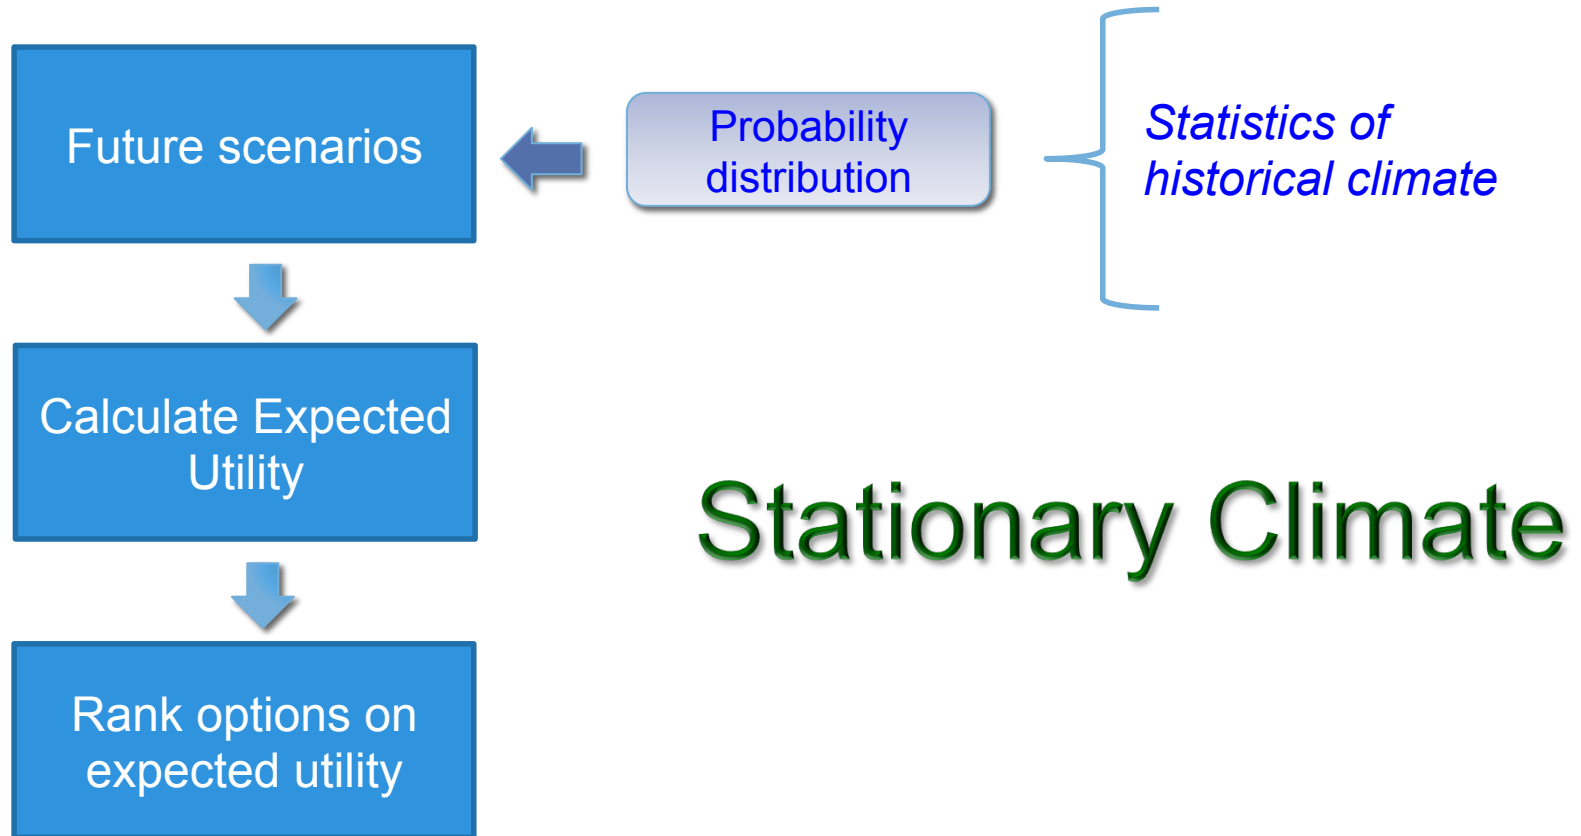 Future scenarios
Probability
distribution
Statistics of
historical climate
Calculate Expected
Utility
Stationary Climate
Rank options on
expected utility